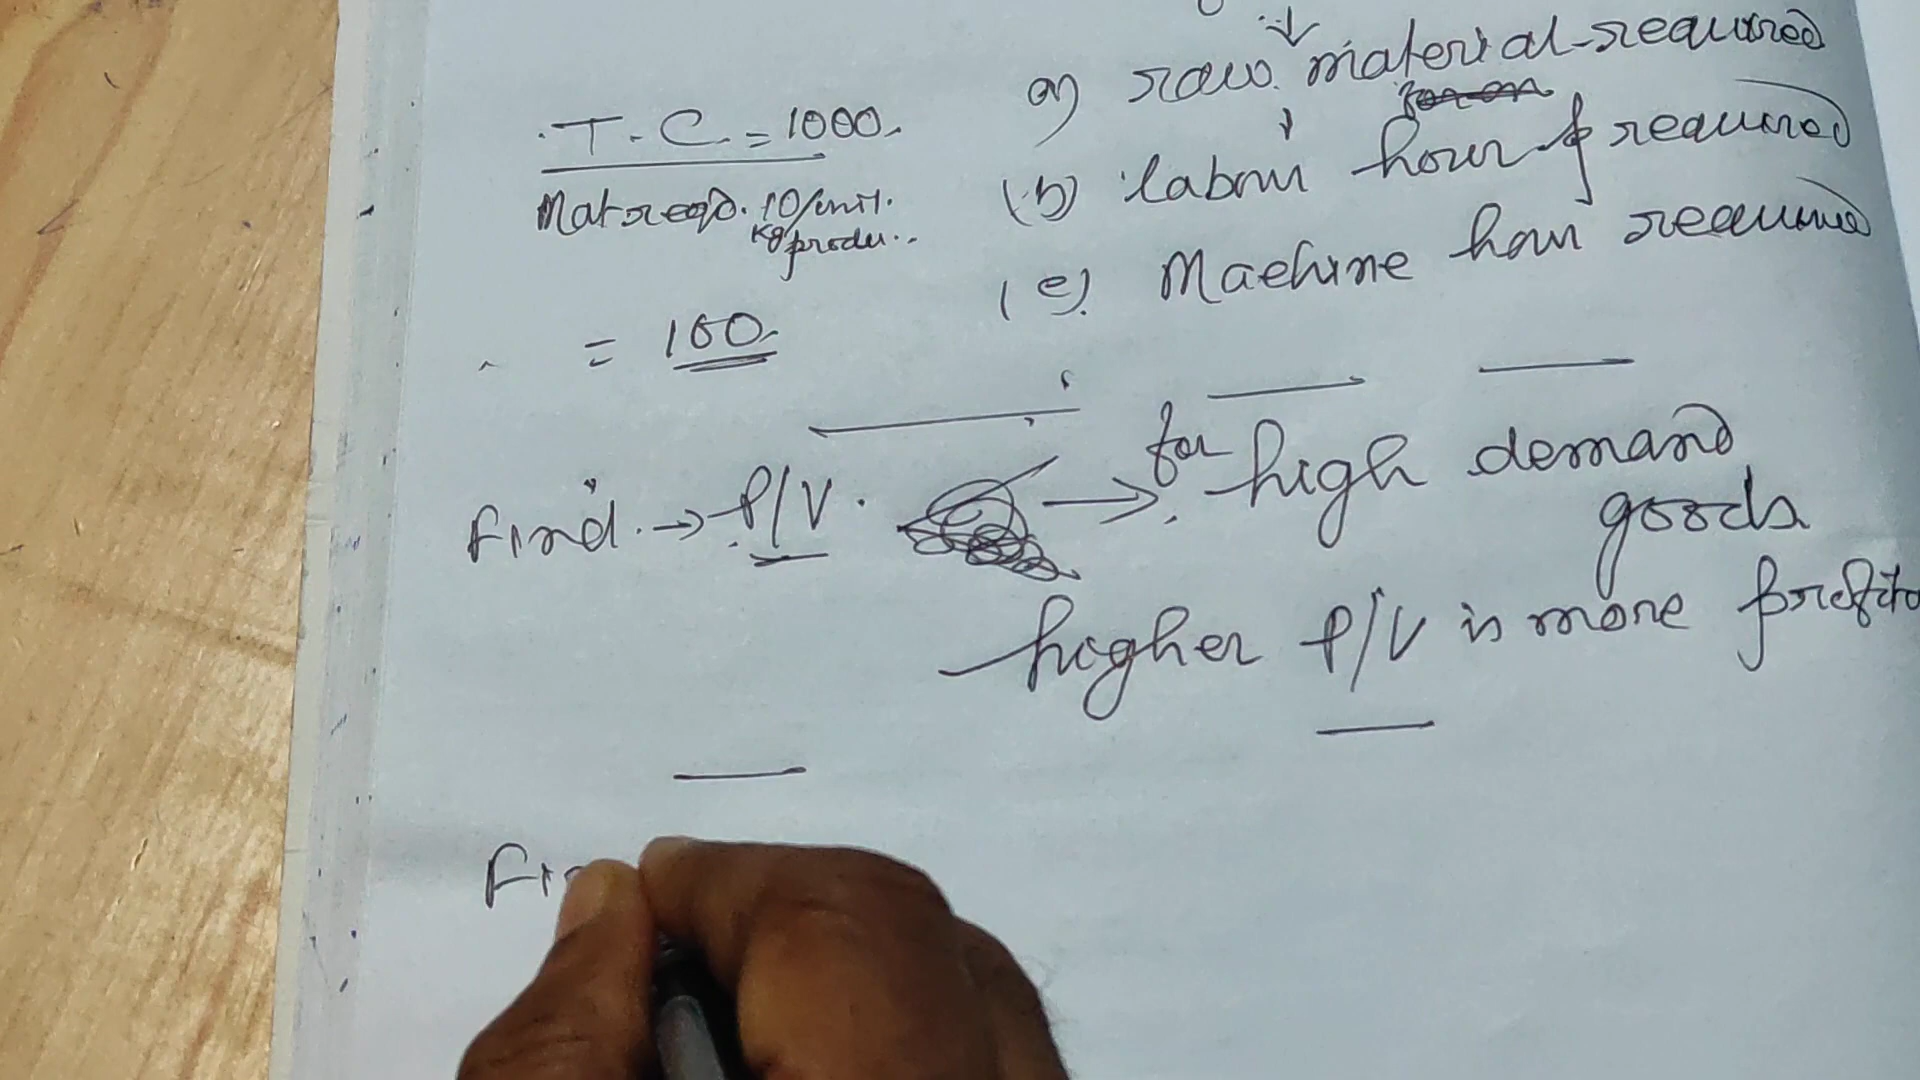 T.C = 1000
Mat reqd. 10/unit.
kg produ..
= 100
a) raw material required
(b) labour hour required
(c) Machine hour required
Find → P/V. → for high demand
goods
higher P/V is more
Fi